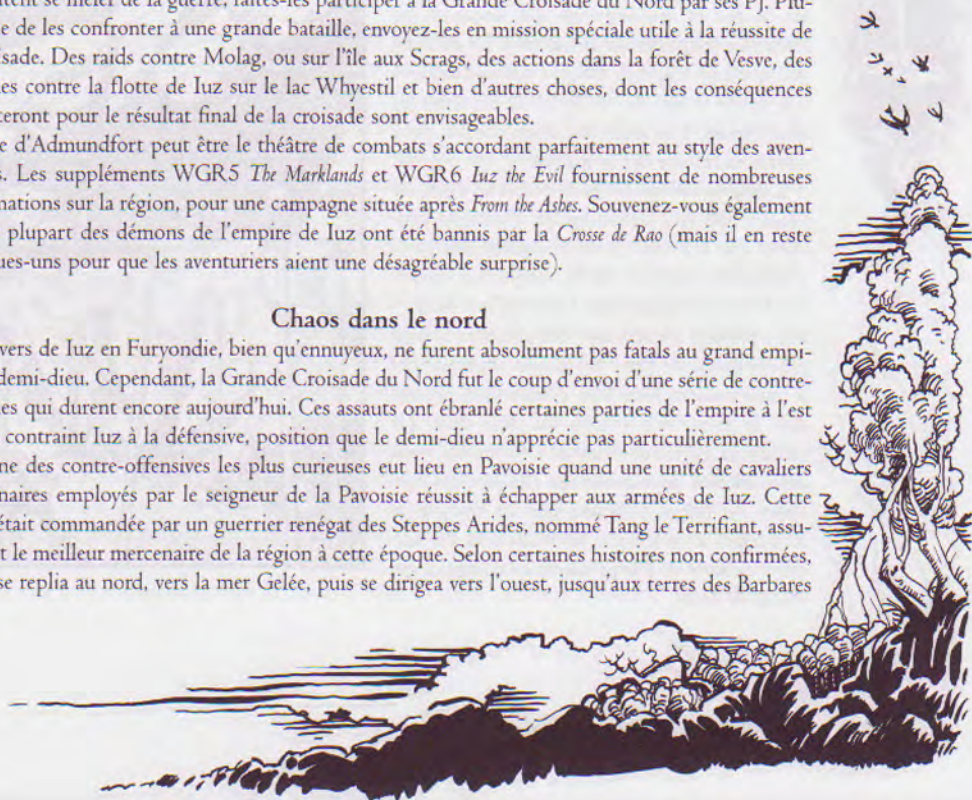 se mêler de la guerre, faites-les participer à la Grande Croisade du Nord par ses PJ. Plu-
e de les confronter à une grande bataille, envoyez-les en mission spéciale utile à la réussite de
isade. Des raids contre Molag, ou sur l'île aux Scrags, des actions dans la forêt de Vesve, des
es contre la flotte de Iuz sur le lac Whyestil et bien d'autres choses, dont les conséquences
teront pour le résultat final de la croisade sont envisageables.
e d'Admundfort peut être le théâtre de combats s'accordant parfaitement au style des aven-
s. Les suppléments WGR5 The Marklands et WGR6 Iuz the Evil fournissent de nombreuses
mations sur la région, pour une campagne située après From the Ashes. Souvenez-vous également
plupart des démons de l'empire de Iuz ont été bannis par la Crosse de Rao (mais il en reste
ues-uns pour que les aventuriers aient une désagréable surprise).
Chaos dans le nord
vers de Iuz en Furyondie, bien qu'ennuyeux, ne furent absolument pas fatals au grand empi-
demi-dieu. Cependant, la Grande Croisade du Nord fut le coup d'envoi d'une série de contre-
es qui durent encore aujourd'hui. Ces assauts ont ébranlé certaines parties de l'empire à l'est
contraint Iuz à la défensive, position que le demi-dieu n'apprécie pas particulièrement.
ne des contre-offensives les plus curieuses eut lieu en Pavoisie quand une unité de cavaliers
naires employés par le seigneur de la Pavoisie réussit à échapper aux armées de Iuz. Cette
était commandée par un guerrier renégat des Steppes Arides, nommé Tang le Terrifiant, assu-
t le meilleur mercenaire de la région à cette époque. Selon certaines histoires non confirmées,
se replia au nord, vers la mer Gelée, puis se dirigea vers l'ouest, jusqu'aux terres des Barbares